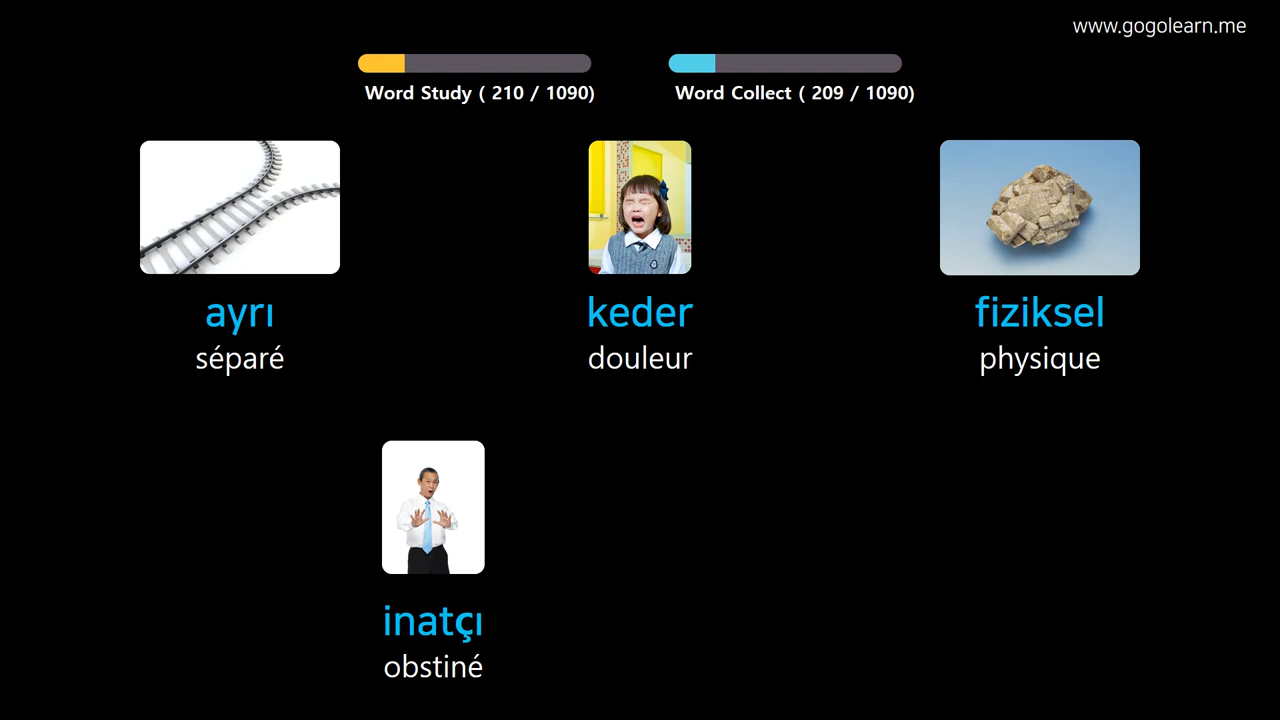 www.gogolearn.me
Word Study ( 210 / 1090)
Word Collect ( 209 / 1090)
ayrı
séparé
keder
douleur
fiziksel
physique
inatçı
obstiné